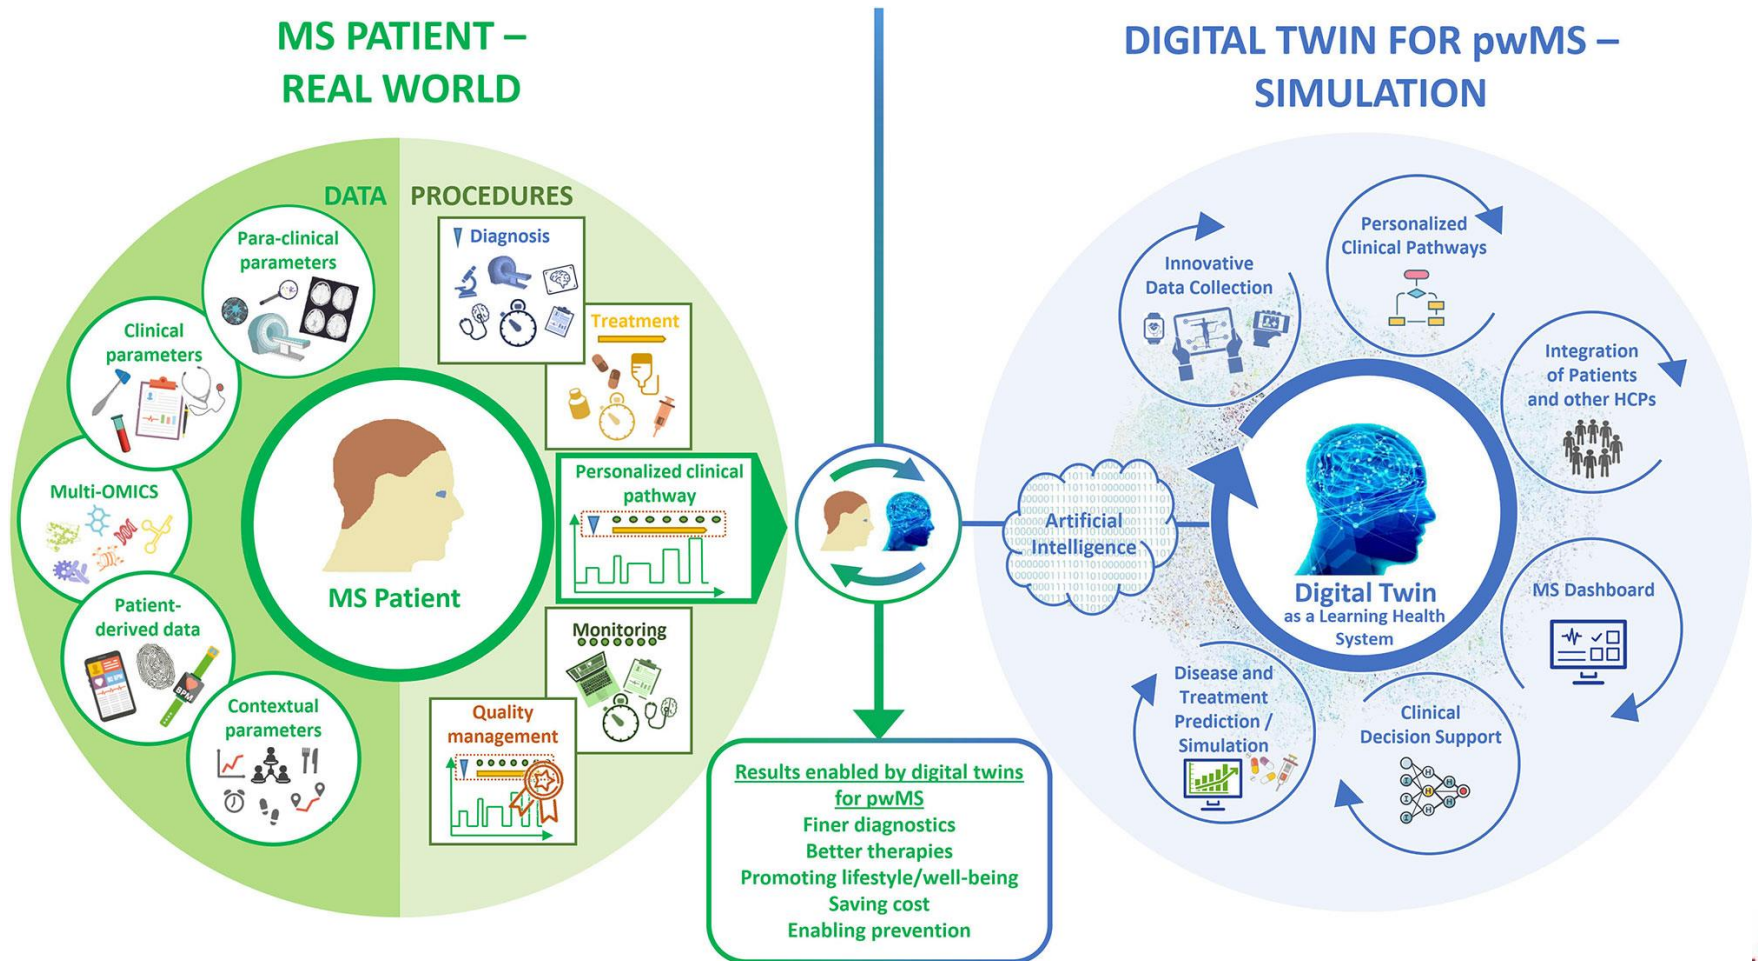 MS PATIENT –
REAL WORLD
DATA
PROCEDURES
Para-clinical
parameters
Clinical
parameters
Multi-OMICS
Patient-
derived data
BPM
Contextual
parameters
MS Patient
Diagnosis
Treatment
Personalized clinical
pathway
Monitoring
Quality
management
Results enabled by digital twins
for pwMS
Finer diagnostics
Better therapies
Promoting lifestyle/well-being
Saving cost
Enabling prevention
DIGITAL TWIN FOR pwMS –
SIMULATION
Artificial
Intelligence
Innovative
Data Collection
Personalized
Clinical Pathways
Integration
of Patients
and other HCPs
MS Dashboard
Clinical
Decision Support
Disease and
Treatment
Prediction /
Simulation
Digital Twin
as a Learning Health
System